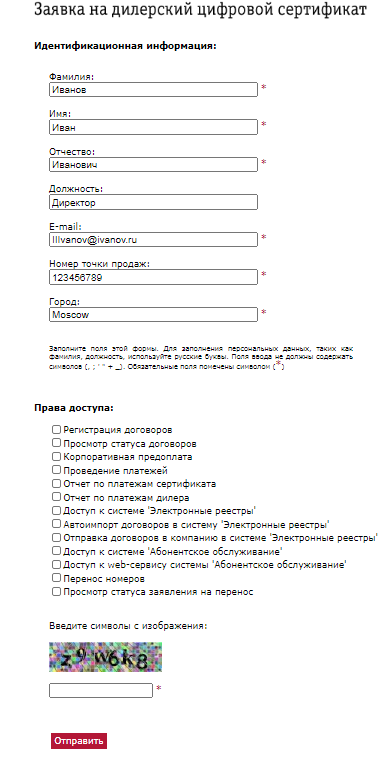 Заявка на дилерский цифровой сертификат
Идентификационная информация:
Фамилия:
Иванов *
Имя:
Иван *
Отчество:
Иванович *
Должность:
Директор
E-mail:
IIIvanov@ivanov.ru *
Номер точки продаж:
123456789 *
Город:
Moscow *
Заполните поля этой формы. Для заполнения персональных данных, таких как
фамилия, должность, используйте русские буквы. Поля ввода не должны содержать
символов (, ; ' " + _). Обязательные поля помечены символом (*)
Права доступа:
Регистрация договоров
Просмотр статуса договоров
Корпоративная предоплата
Проведение платежей
Отчет по платежам сертификата
Отчет по платежам дилера
Доступ к системе 'Электронные реестры'
Автоимпорт договоров в систему 'Электронные реестры'
Отправка договоров в компанию в системе 'Электронные реестры'
Доступ к системе 'Абонентское обслуживание'
Доступ к web-сервису системы 'Абонентское обслуживание'
Перенос номеров
Просмотр статуса заявления на перенос
Введите символы с изображения:
*
Отправить